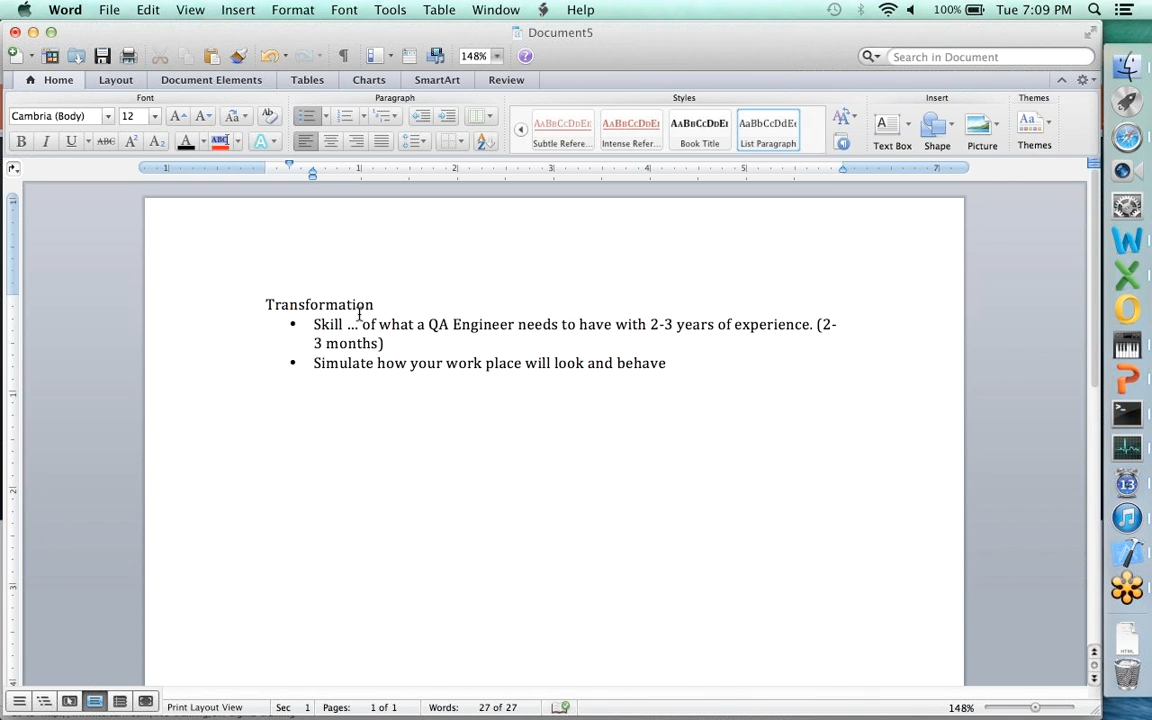 Word File Edit View Insert Format Font Tools Table Window Help 100% Tue 7:09 PM
Document5
148% Search in Document
Home Layout Document Elements Tables Charts SmartArt Review
Font Paragraph Styles Insert Themes
Cambria (Body) 12
AaBbCcDdEe AaBbCcDdEe AaBbCcDdEe AaBbCcDdEe
Subtle Refere... Intense Refer... Book Title List Paragraph Text Box Shape Picture Themes
Transformation
• Skill ... of what a QA Engineer needs to have with 2-3 years of experience. (2-
3 months)
• Simulate how your work place will look and behave
Print Layout View Sec 1 Pages: 1 of 1 Words: 27 of 27 148%